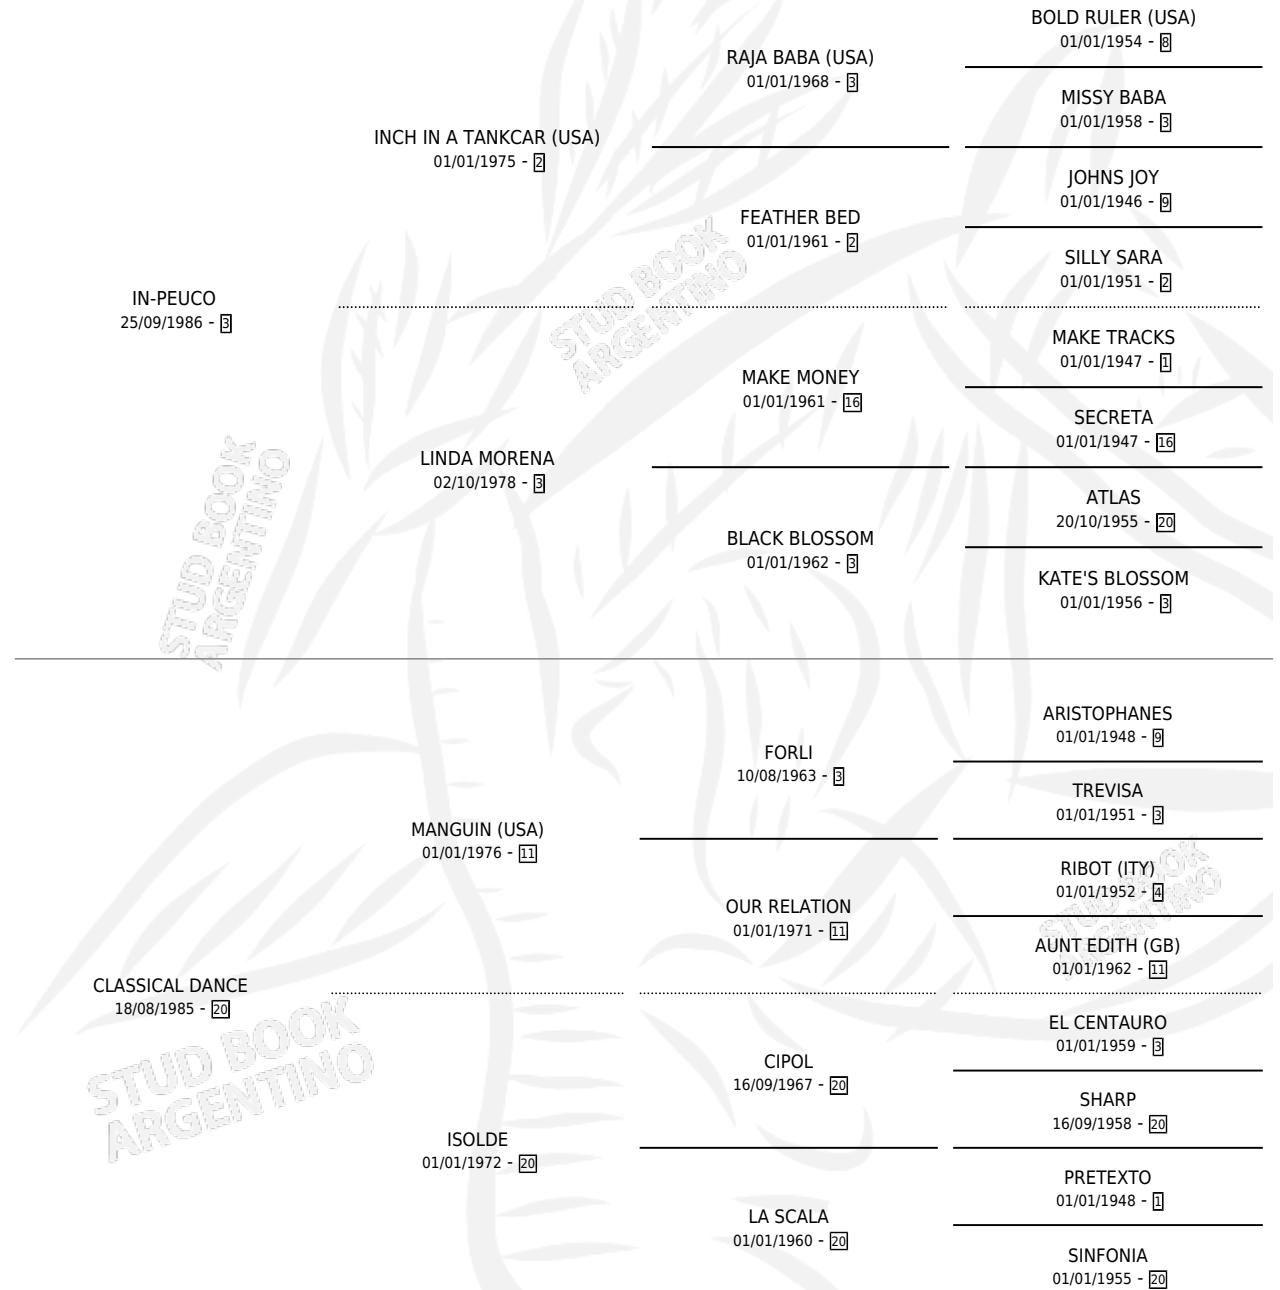 BOLD RULER (USA)
01/01/1954 - 8
RAJA BABA (USA)
01/01/1968 - 3
MISSY BABA
01/01/1958 - 3
INCH IN A TANKCAR (USA)
01/01/1975 - 2
JOHNS JOY
01/01/1946 - 9
FEATHER BED
01/01/1961 - 2
SILLY SARA
01/01/1951 - 2
IN-PEUCO
25/09/1986 - 3
MAKE TRACKS
01/01/1947 - 1
MAKE MONEY
01/01/1961 - 16
SECRETA
01/01/1947 - 16
LINDA MORENA
02/10/1978 - 3
ATLAS
20/10/1955 - 20
BLACK BLOSSOM
01/01/1962 - 3
KATE'S BLOSSOM
01/01/1956 - 3
ARISTOPHANES
01/01/1948 - 9
FORLI
10/08/1963 - 3
TREVISA
01/01/1951 - 3
MANGUIN (USA)
01/01/1976 - 11
RIBOT (ITY)
01/01/1952 - 4
OUR RELATION
01/01/1971 - 11
AUNT EDITH (GB)
01/01/1962 - 11
CLASSICAL DANCE
18/08/1985 - 20
EL CENTAURO
01/01/1959 - 3
CIPOL
16/09/1967 - 20
SHARP
16/09/1958 - 20
ISOLDE
01/01/1972 - 20
PRETEXTO
01/01/1948 - 1
LA SCALA
01/01/1960 - 20
SINFONIA
01/01/1955 - 20
STUD BOOK
ARGENTINO
STUD BOOK
ARGENTINO
STUD BOOK
ARGENTINO
STUD BOOK
ARGENTINO